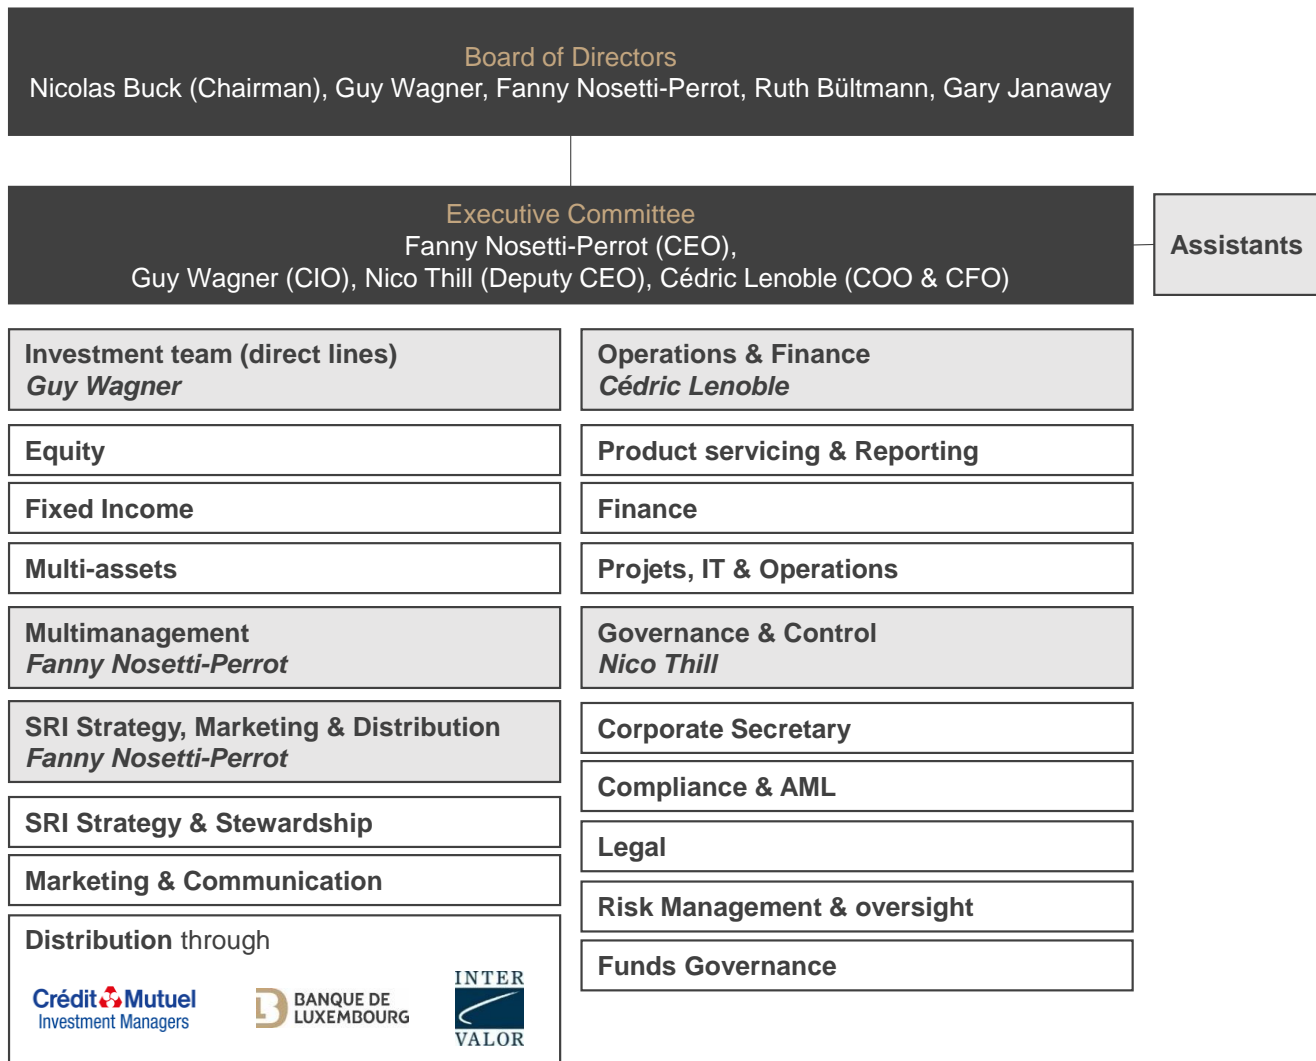 Board of Directors
Nicolas Buck (Chairman), Guy Wagner, Fanny Nosetti-Perrot, Ruth Bültmann, Gary Janaway
Executive Committee
Fanny Nosetti-Perrot (CEO),
Guy Wagner (CIO), Nico Thill (Deputy CEO), Cédric Lenoble (COO & CFO)
Assistants
Investment team (direct lines)
Guy Wagner
Equity
Fixed Income
Multi-assets
Multimanagement
Fanny Nosetti-Perrot
SRI Strategy, Marketing & Distribution
Fanny Nosetti-Perrot
SRI Strategy & Stewardship
Marketing & Communication
Distribution through
Crédit Mutuel
Investment Managers
BANQUE DE
LUXEMBOURG
INTER
VALOR
Operations & Finance
Cédric Lenoble
Product servicing & Reporting
Finance
Projets, IT & Operations
Governance & Control
Nico Thill
Corporate Secretary
Compliance & AML
Legal
Risk Management & oversight
Funds Governance